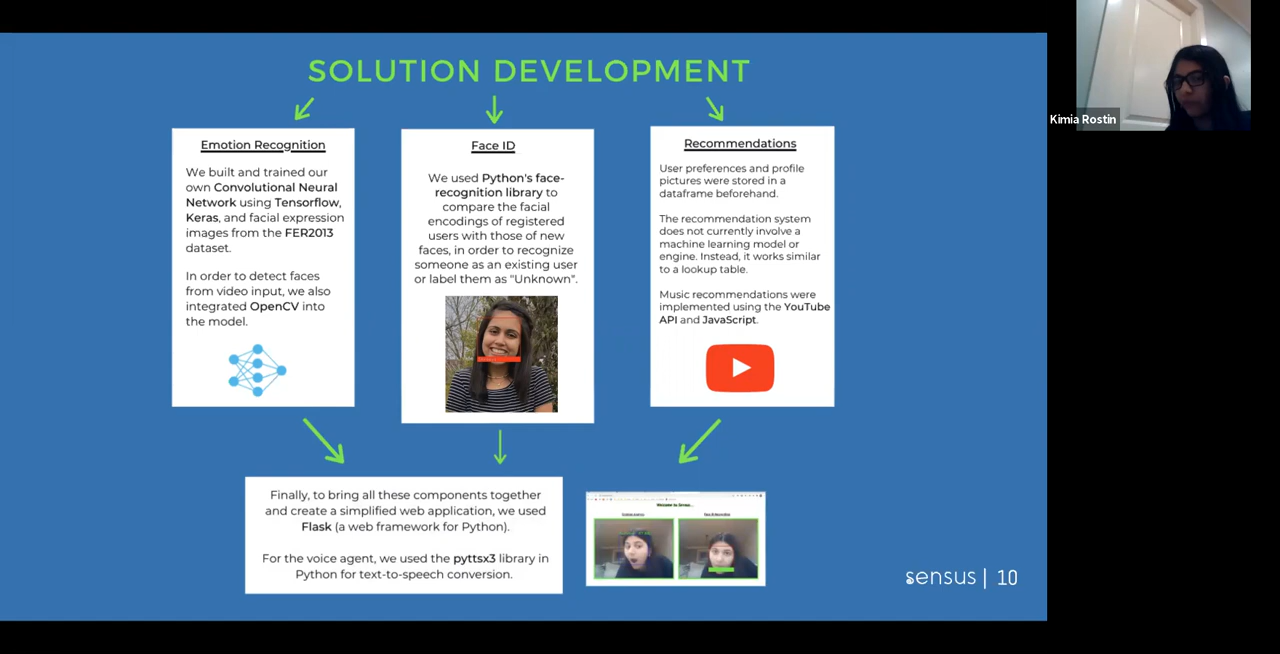 SOLUTION DEVELOPMENT
Kimia Rostin
Emotion Recognition
We built and trained our
own Convolutional Neural
Network using Tensorflow,
Keras, and facial expression
images from the FER2013
dataset.
In order to detect faces
from video input, we also
integrated OpenCV into
the model.
Face ID
We used Python's face-
recognition library to
compare the facial
encodings of registered
users with those of new
faces, in order to recognize
someone as an existing user
or label them as "Unknown".
Recommendations
User preferences and profile
pictures were stored in a
dataframe beforehand.
The recommendation system
does not currently involve a
machine learning model or
engine. Instead, it works similar
to a lookup table.
Music recommendations were
implemented using the YouTube
API and JavaScript.
Finally, to bring all these components together
and create a simplified web application, we used
Flask (a web framework for Python).
For the voice agent, we used the pyttsx3 library in
Python for text-to-speech conversion.
Welcome to Sensus...
sensus | 10